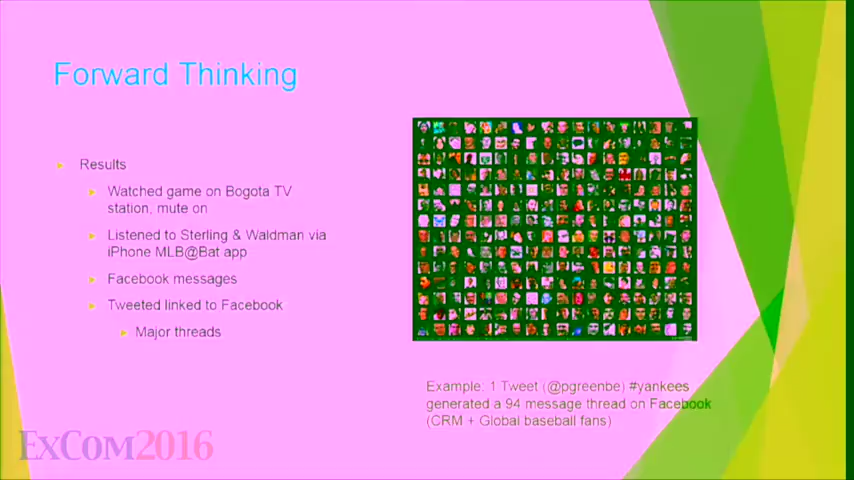 Forward Thinking
Results
Watched game on Bogota TV
station, mute on
Listened to Sterling & Waldman via
iPhone MLB@Bat app
Facebook messages
Tweeted linked to Facebook
Major threads
Example: 1 Tweet (@pgreenbe) #yankees
generated a 94 message thread on Facebook
(CRM + Global baseball fans)
EXCOM2016